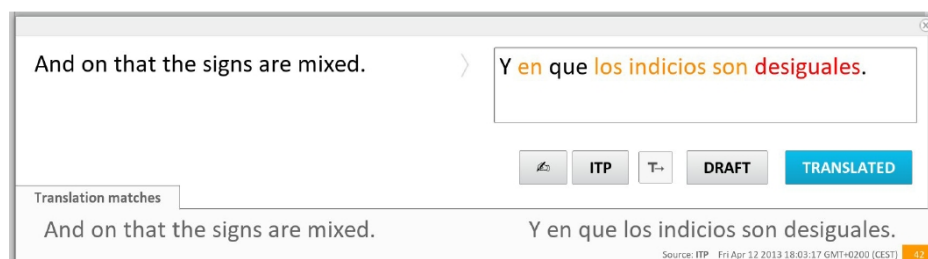 And on that the signs are mixed.
Y en que los indicios son desiguales.
ITP
T→
DRAFT
TRANSLATED
Translation matches
And on that the signs are mixed.
Y en que los indicios son desiguales.
Source: ITP Fri Apr 12 2013 18:03:17 GMT+0200 (CEST) 42